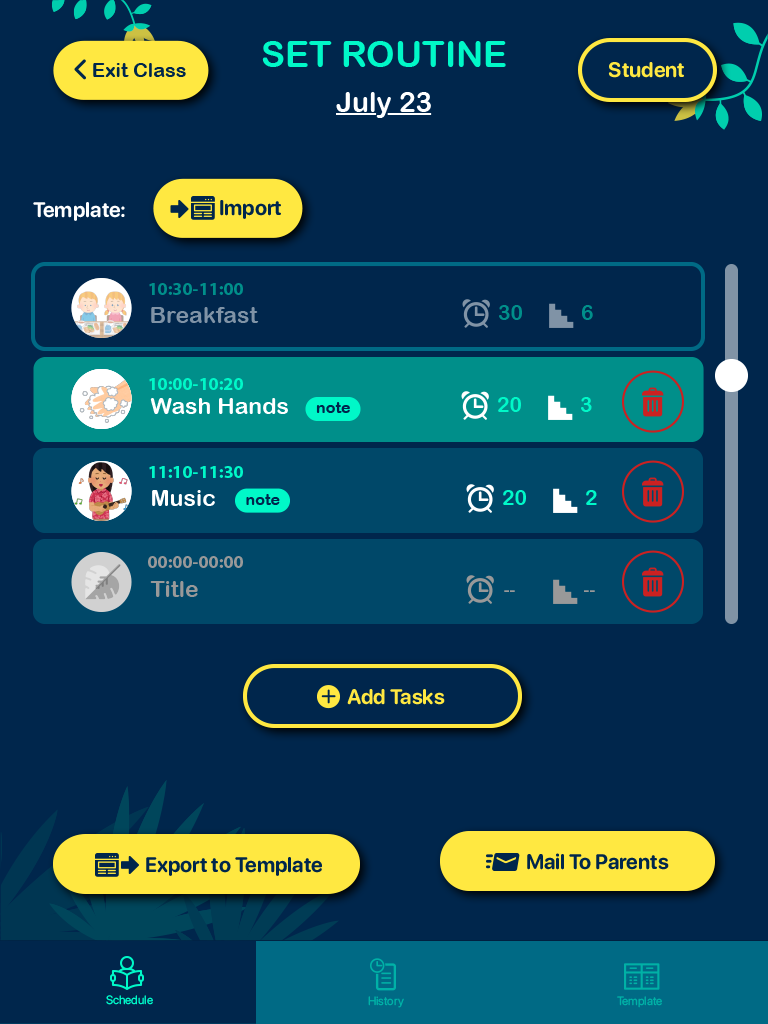 Exit Class
SET ROUTINE
Student
July 23
Template:
Import
10:30-11:00
Breakfast
30
6
10:00-10:20
Wash Hands
note
20
3
11:10-11:30
Music
note
20
2
00:00-00:00
Title
--
--
Add Tasks
Export to Template
Mail To Parents
Schedule
History
Template